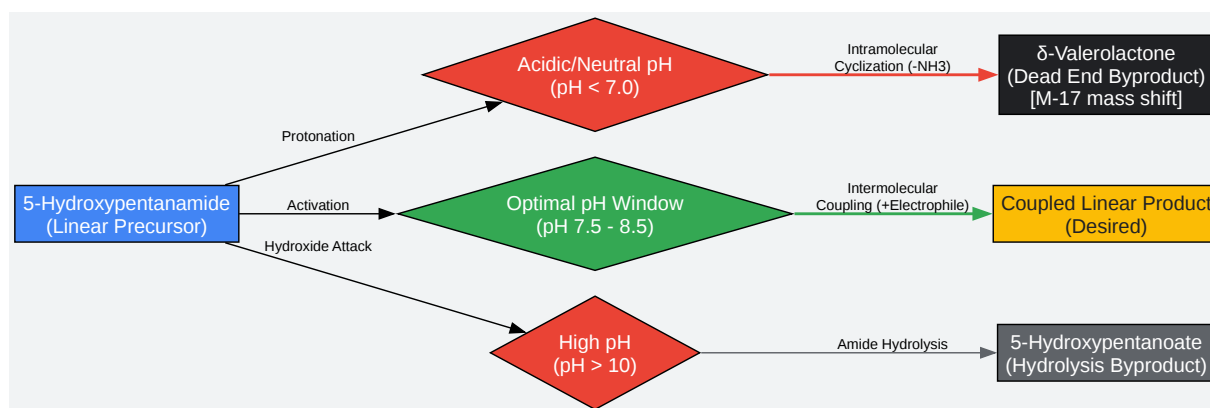 Acidic/Neutral pH
(pH < 7.0)
Intramolecular
Cyclization (-NH3)
δ-Valerolactone
(Dead End Byproduct)
[M-17 mass shift]
Protonation
5-Hydroxypentanamide
(Linear Precursor)
Activation
Optimal pH Window
(pH 7.5 - 8.5)
Intermolecular
Coupling (+Electrophile)
Coupled Linear Product
(Desired)
Hydroxide Attack
High pH
(pH > 10)
Amide Hydrolysis
5-Hydroxypentanoate
(Hydrolysis Byproduct)